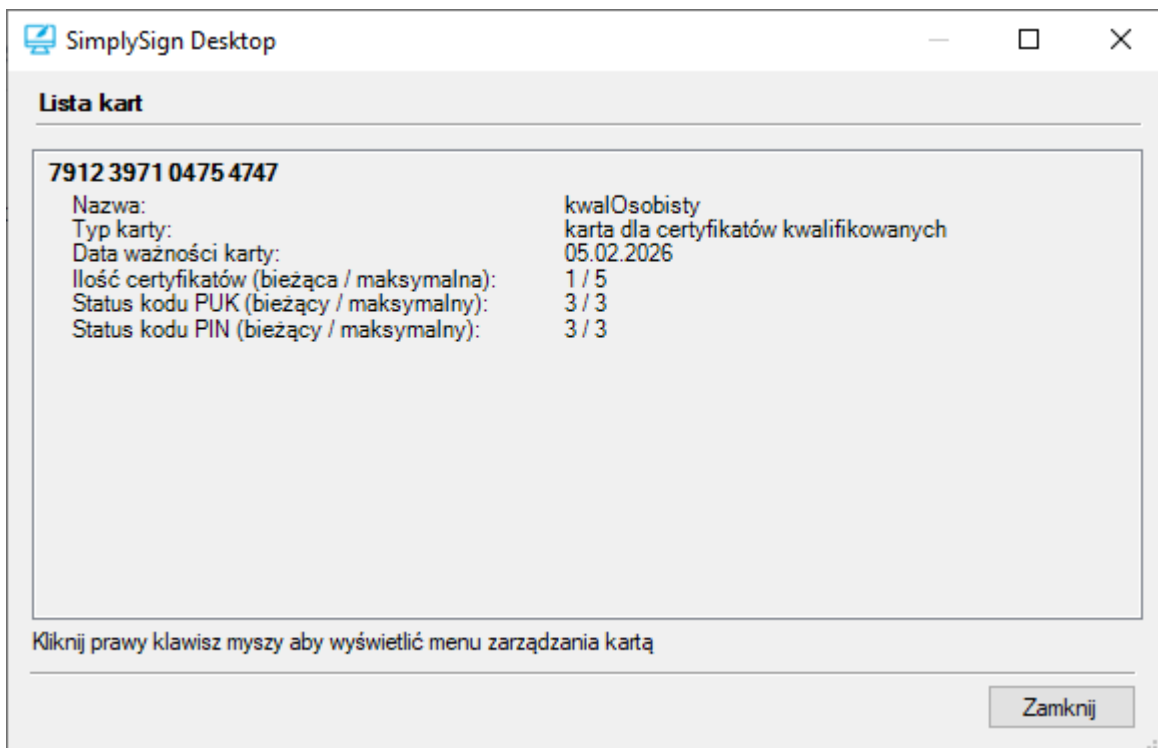 SimplySign Desktop
Lista kart
7912 3971 0475 4747
Nazwa: kwalOsobisty
Typ karty: karta dla certyfikatów kwalifikowanych
Data ważności karty: 05.02.2026
Ilość certyfikatów (bieżąca / maksymalna): 1 / 5
Status kodu PUK (bieżący / maksymalny): 3 / 3
Status kodu PIN (bieżący / maksymalny): 3 / 3
Kliknij prawy klawisz myszy aby wyświetlić menu zarządzania kartą
Zamknij